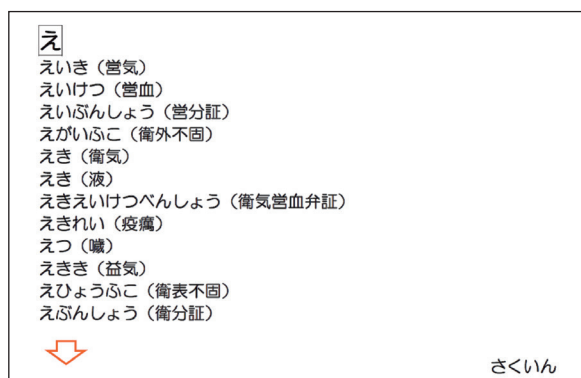 え
えいき（営気）
えいけつ（営血）
えいぶんしょう（営分証）
えがいふこ（衛外不固）
えき（衛気）
えき（液）
えきえいけつべんしょう（衛気営血弁証）
えきれい（疫癘）
えつ（噦）
えきき（益気）
えひょうふこ（衛表不固）
えぶんしょう（衛分証）
さくいん